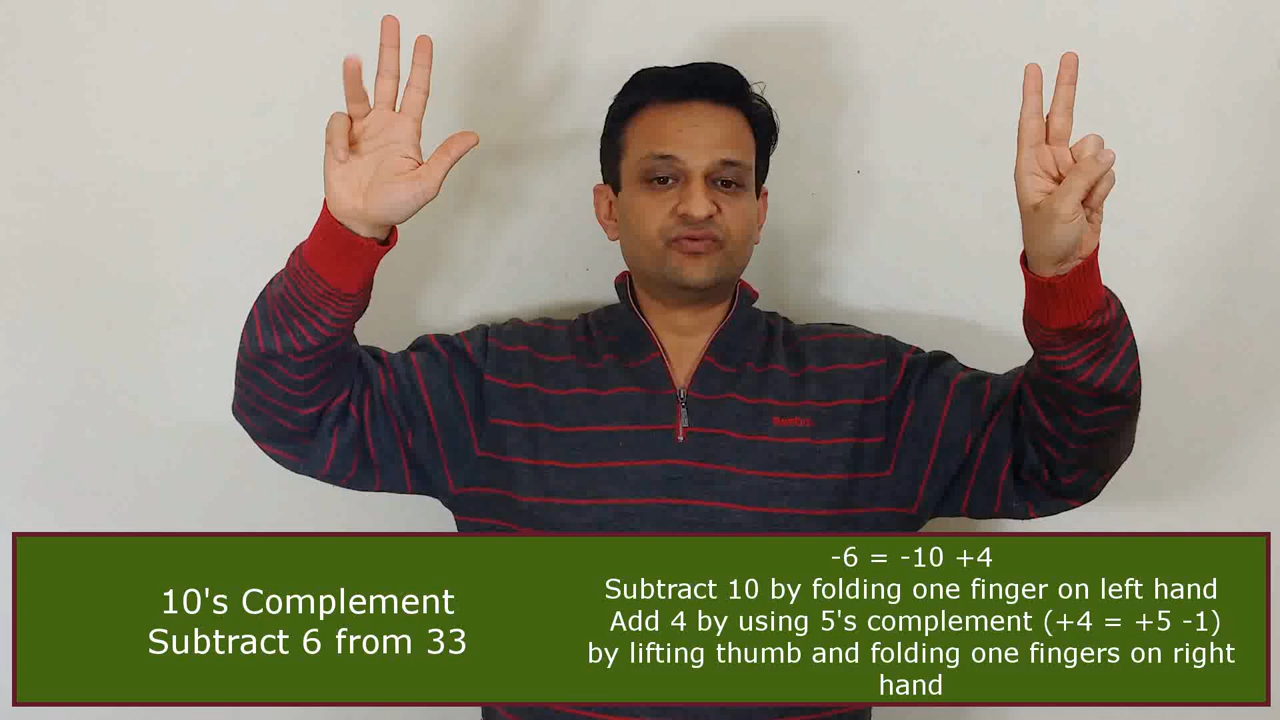 10's Complement
Subtract 6 from 33
-6 = -10 +4
Subtract 10 by folding one finger on left hand
Add 4 by using 5's complement (+4 = +5 -1)
by lifting thumb and folding one fingers on right
hand